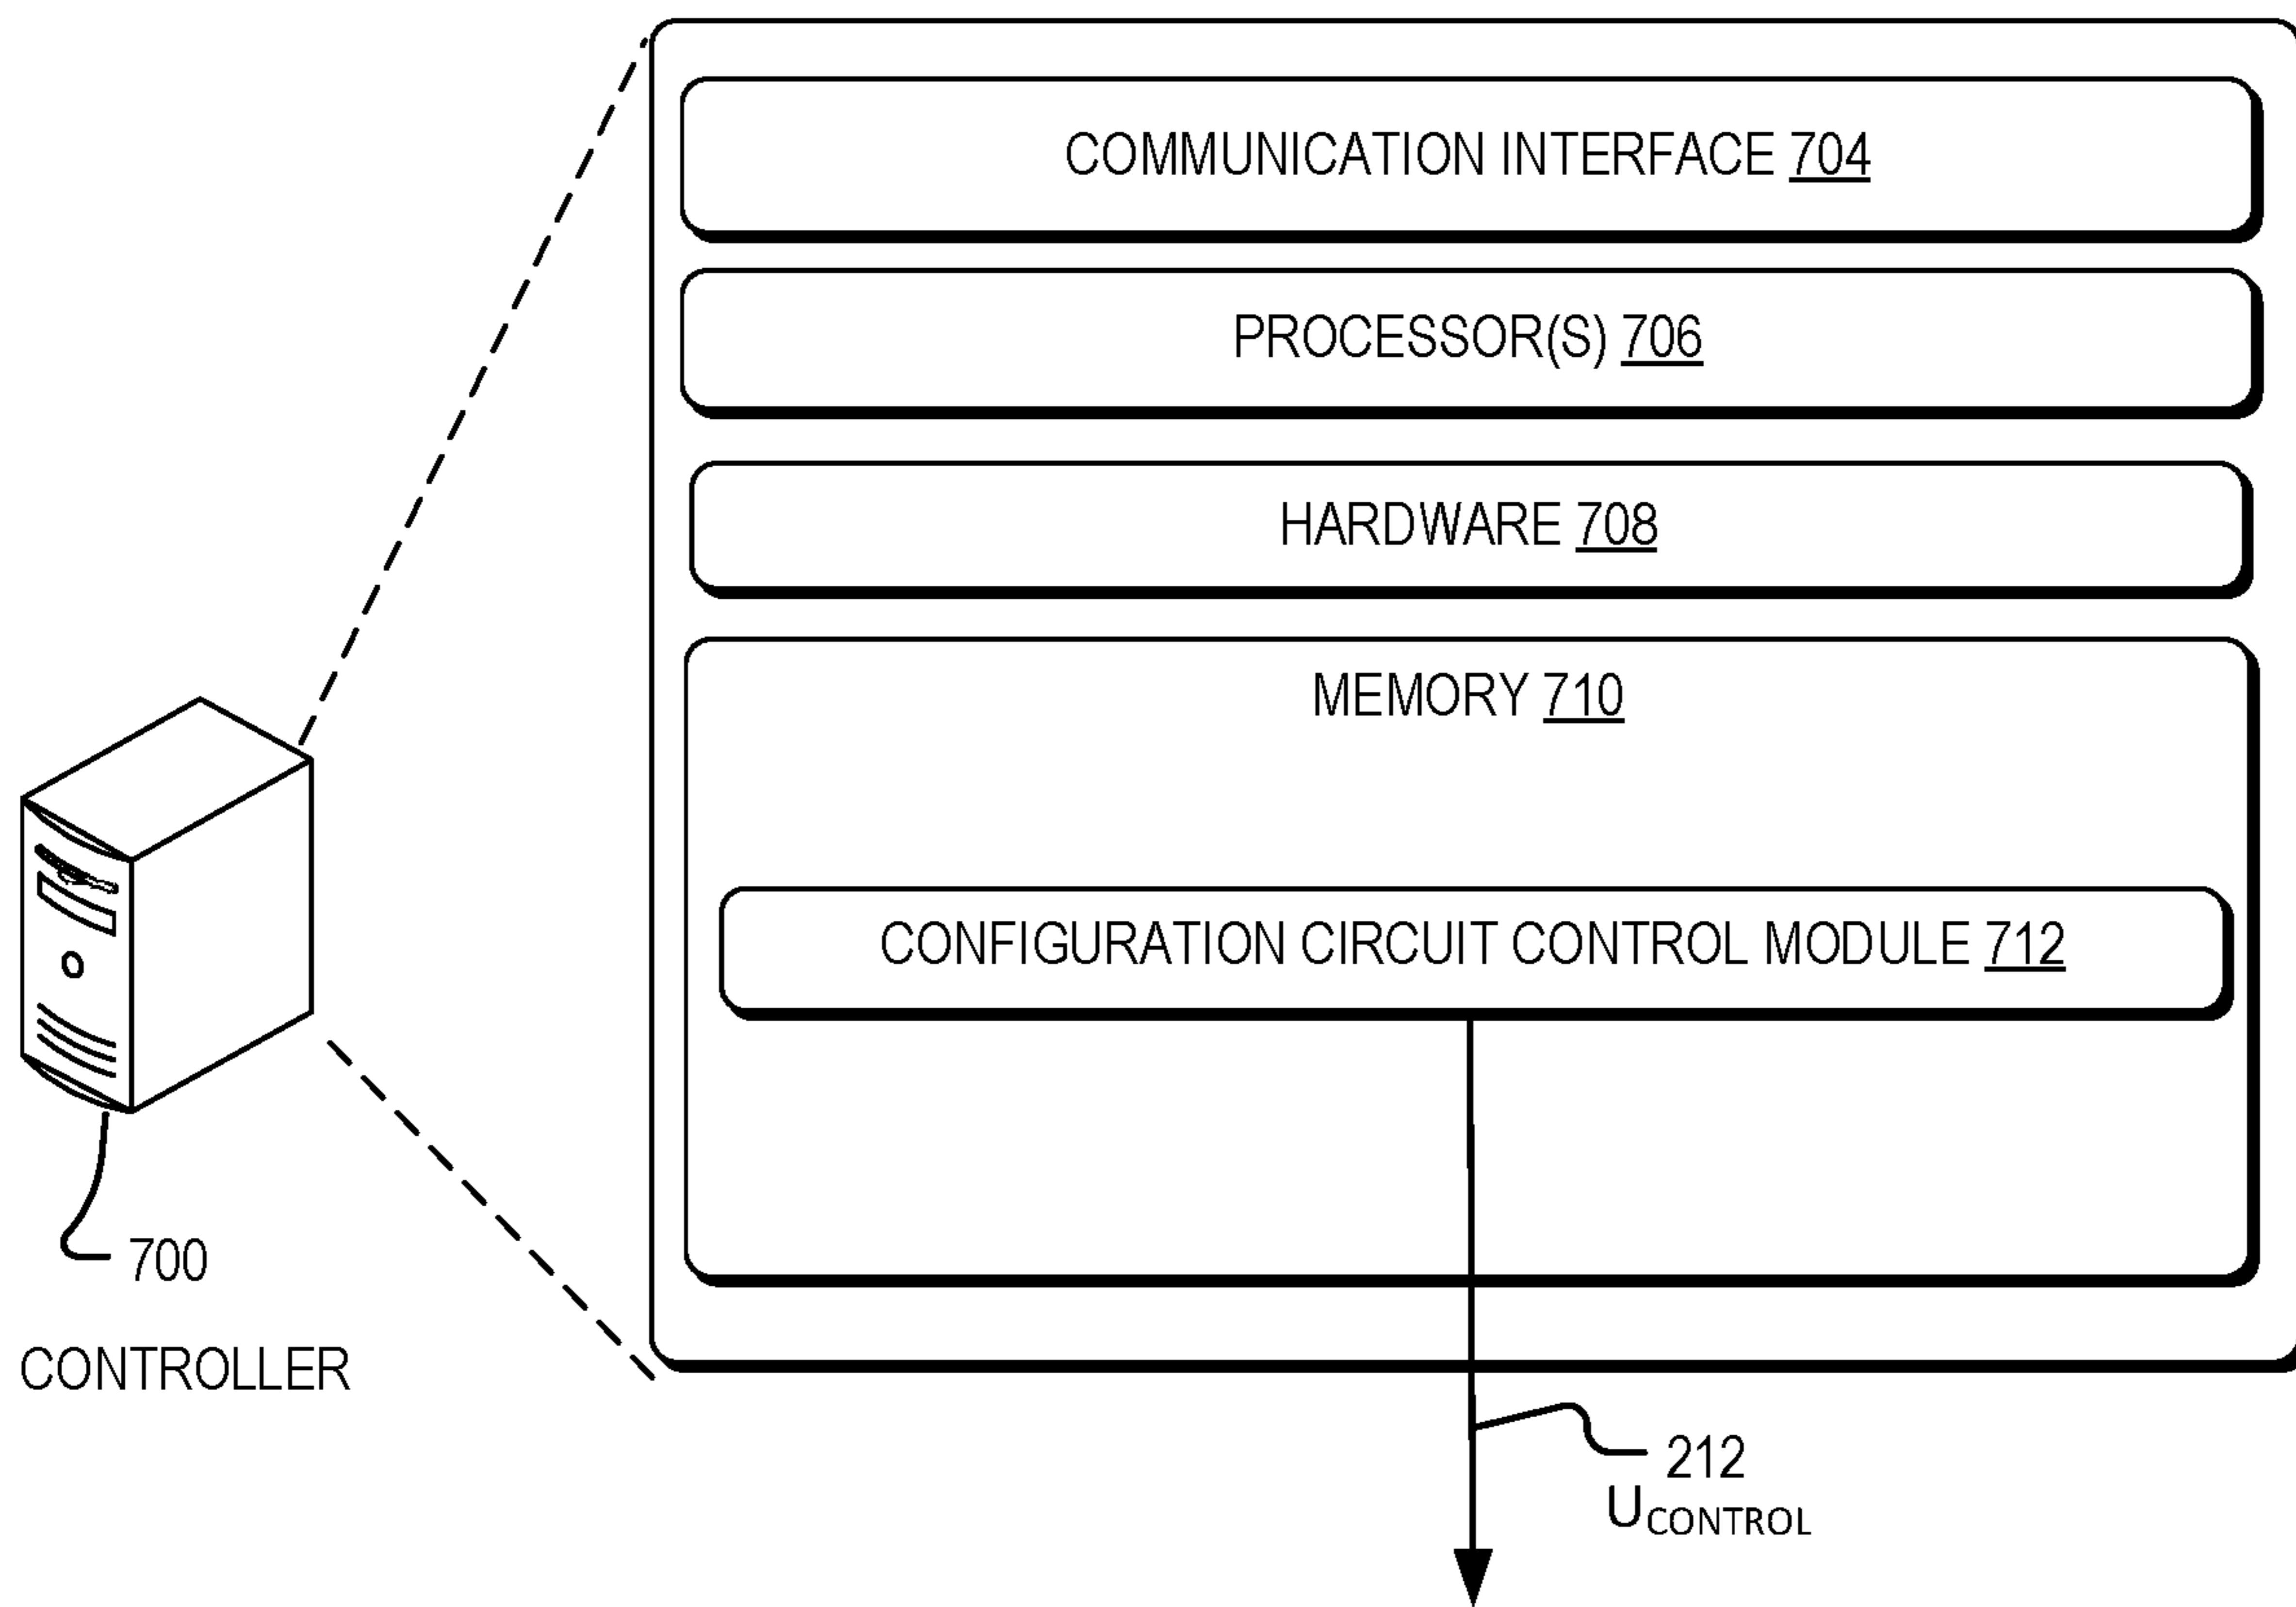 COMMUNICATION INTERFACE 704
PROCESSOR(S) 706
HARDWARE 708
MEMORY 710
CONFIGURATION CIRCUIT CONTROL MODULE 712
700
CONTROLLER
212
UCONTROL